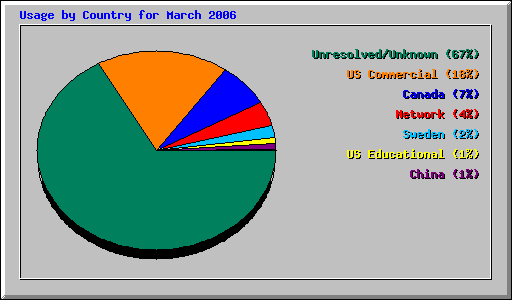 Usage by Country for March 2006
Unresolved/Unknown (67%)
US Commercial (18%)
Canada (7%)
Network (4%)
Sweden (2%)
US Educational (1%)
China (1%)